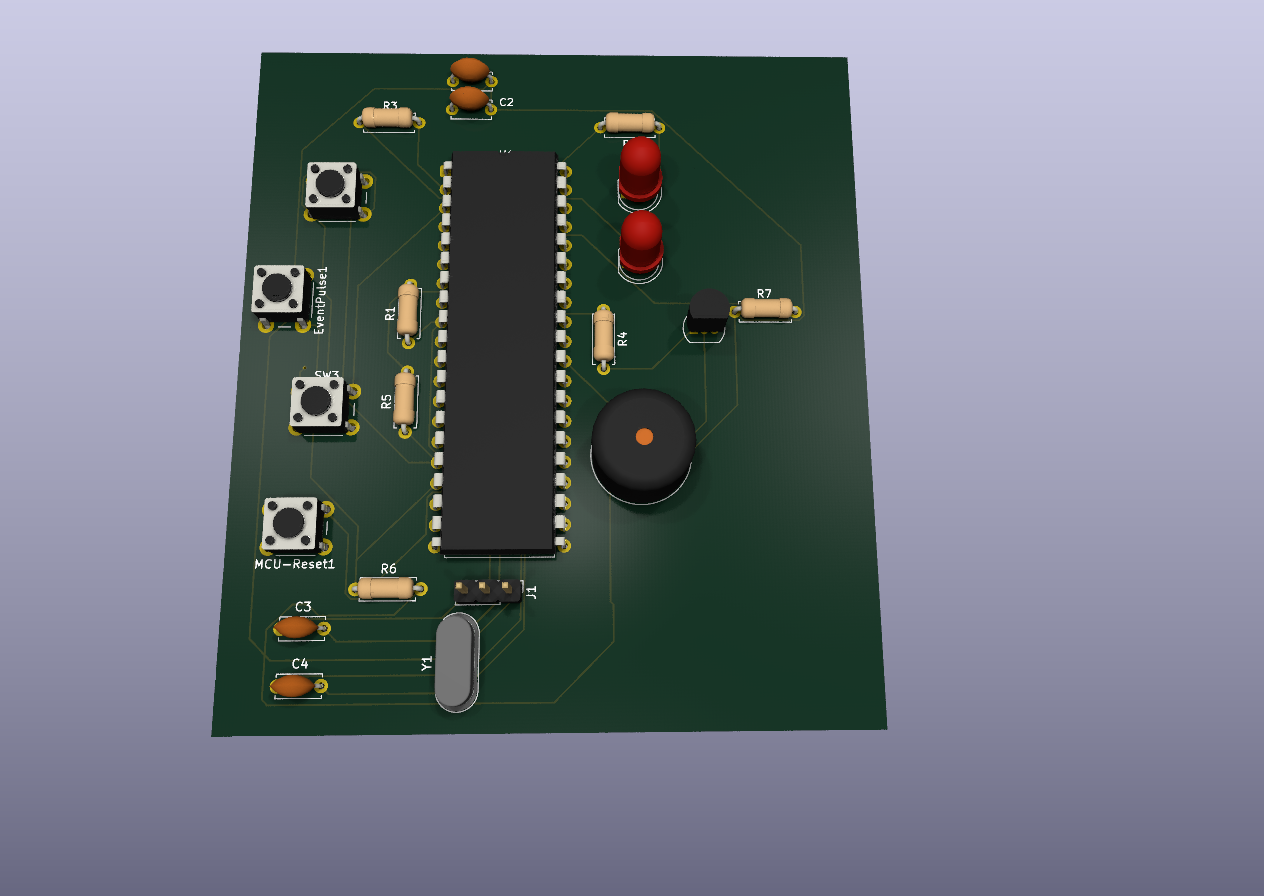 R3
C2
EventPulse1
R7
R1
R4
SW3
R5
MCU-Reset1
R6
J1
C3
Y1
C4